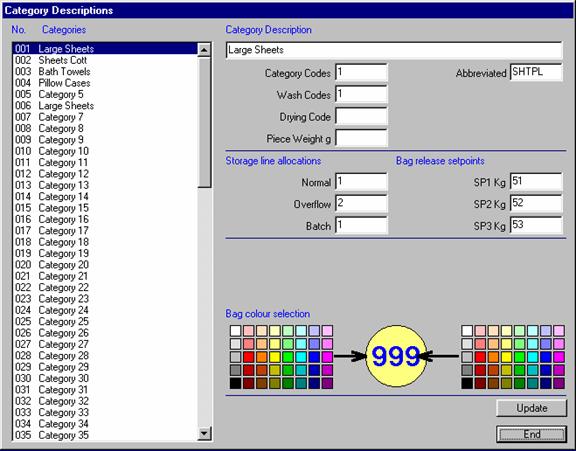 Category Descriptions
No. Categories
001 Large Sheets
002 Sheets Cott
003 Bath Towels
004 Pillow Cases
005 Category 5
006 Large Sheets
007 Category 7
008 Category 8
009 Category 9
010 Category 10
011 Category 11
012 Category 12
013 Category 13
014 Category 14
015 Category 15
016 Category 16
017 Category 17
018 Category 18
019 Category 19
020 Category 20
021 Category 21
022 Category 22
023 Category 23
024 Category 24
025 Category 25
026 Category 26
027 Category 27
028 Category 28
029 Category 29
030 Category 30
031 Category 31
032 Category 32
033 Category 33
034 Category 34
035 Category 35
Category Description
Large Sheets
Category Codes 1
Abbreviated SHTPL
Wash Codes 1
Drying Code
Piece Weight g
Storage line allocations
Bag release setpoints
Normal 1
SP1 Kg 51
Overflow 2
SP2 Kg 52
Batch 1
SP3 Kg 53
Bag colour selection
999
Update
End